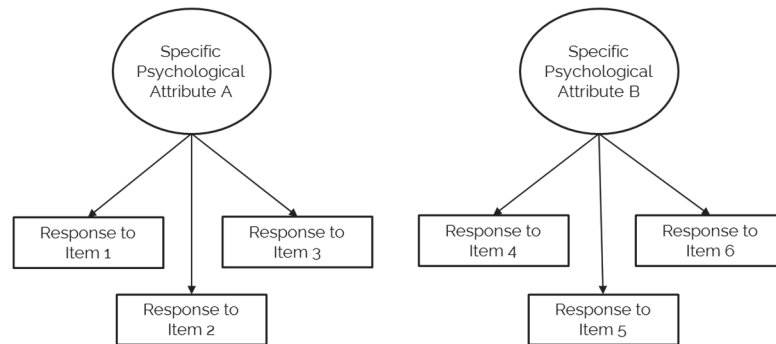 Specific
Psychological
Attribute A
Specific
Psychological
Attribute B
Response to
Item 1
Response to
Item 3
Response to
Item 2
Response to
Item 4
Response to
Item 6
Response to
Item 5